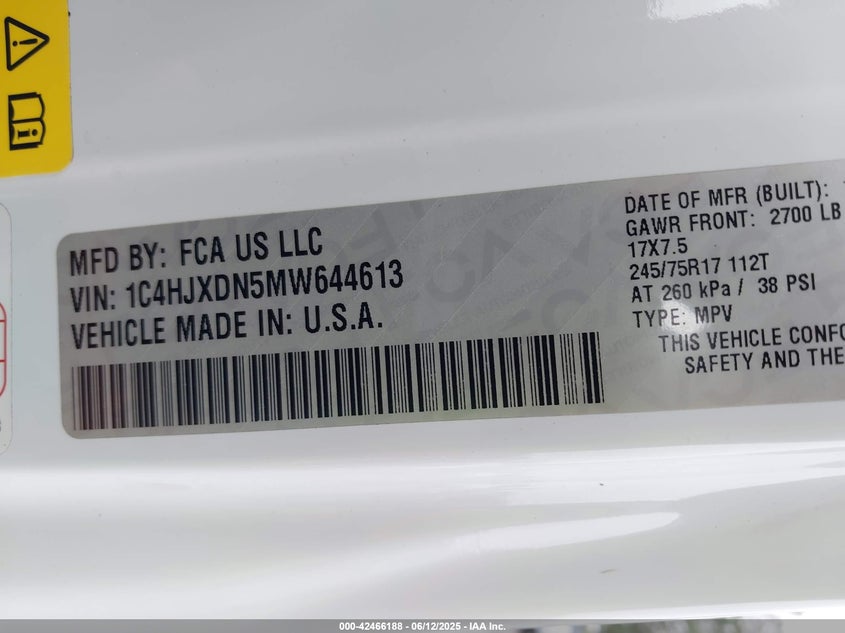 MFD BY: FCA US LLC
VIN: 1C4HJXDN5MW644613
VEHICLE MADE IN: U.S.A.
DATE OF MFR (BUILT):
GAWR FRONT: 2700 LB
17X7.5
245/75R17 112T
AT 260 kPa / 38 PSI
TYPE: MPV
THIS VEHICLE CONFO
SAFETY AND THE
000-42466188 - 06/12/2025 - IAA Inc.